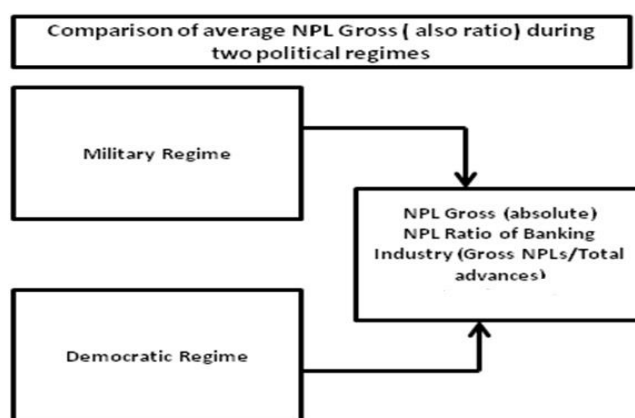 Comparison of average NPL Gross ( also ratio) during
two political regimes
Military Regime
NPL Gross (absolute)
NPL Ratio of Banking
Industry (Gross NPLs/Total
advances)
Democratic Regime